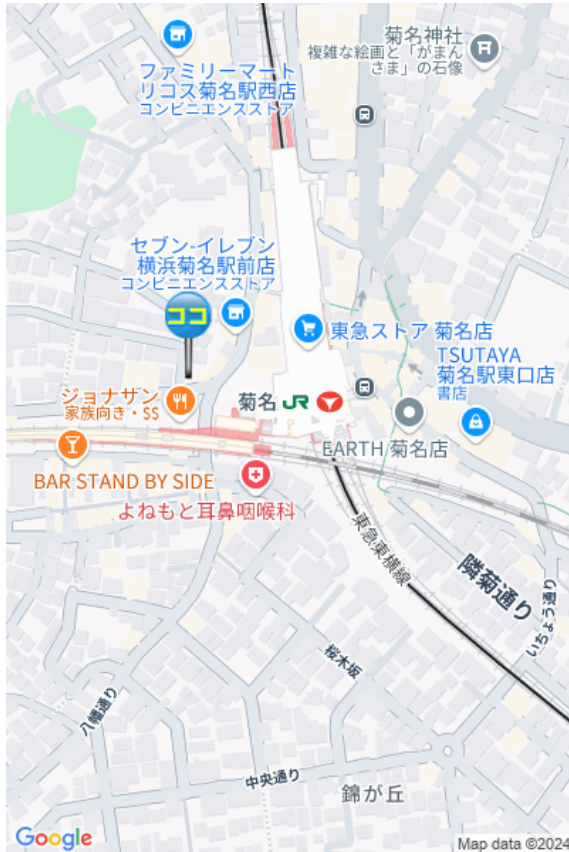 菊名神社
複雑な絵画と「がまん
さま」の石像
ファミリーマート
リコス菊名駅西店
コンビニエンスストア
セブン‐イレブン
横浜菊名駅前店
コンビニエンスストア
ココ
東急ストア 菊名店
TSUTAYA
菊名駅東口店
書店
ジョナサン
家族向き・$$
菊名 JR
EARTH 菊名店
BAR STAND BY SIDE
よねもと耳鼻咽喉科
東急東横線
隣菊通り
いちょう通り
桜木坂
八幡通り
中央通り
錦が丘
Google
Map data ©2024